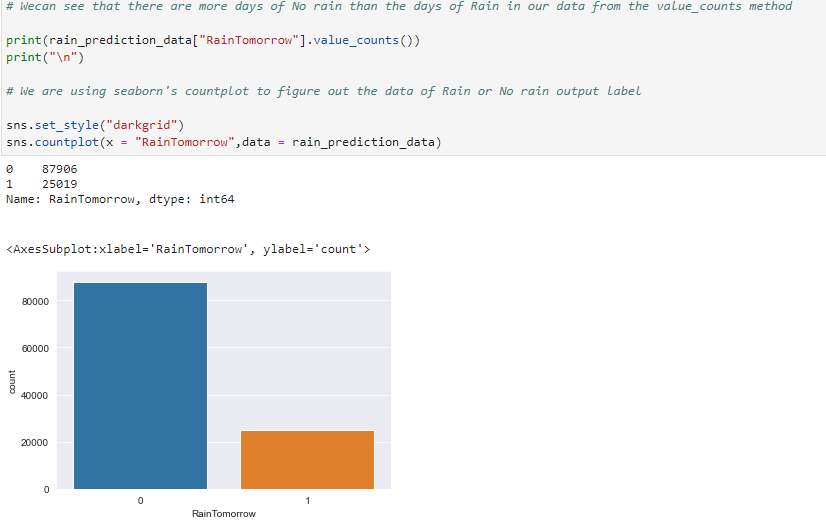 # Wecan see that there are more days of No rain than the days of Rain in our data from the value_counts method
print(rain_prediction_data["RainTomorrow"].value_counts())
print("\n")
# We are using seaborn's countplot to figure out the data of Rain or No rain output label
sns.set_style("darkgrid")
sns.countplot(x = "RainTomorrow",data = rain_prediction_data)
0    87906
1    25019
Name: RainTomorrow, dtype: int64
<AxesSubplot:xlabel='RainTomorrow', ylabel='count'>
80000
60000
40000
20000
0
count
0
1
RainTomorrow